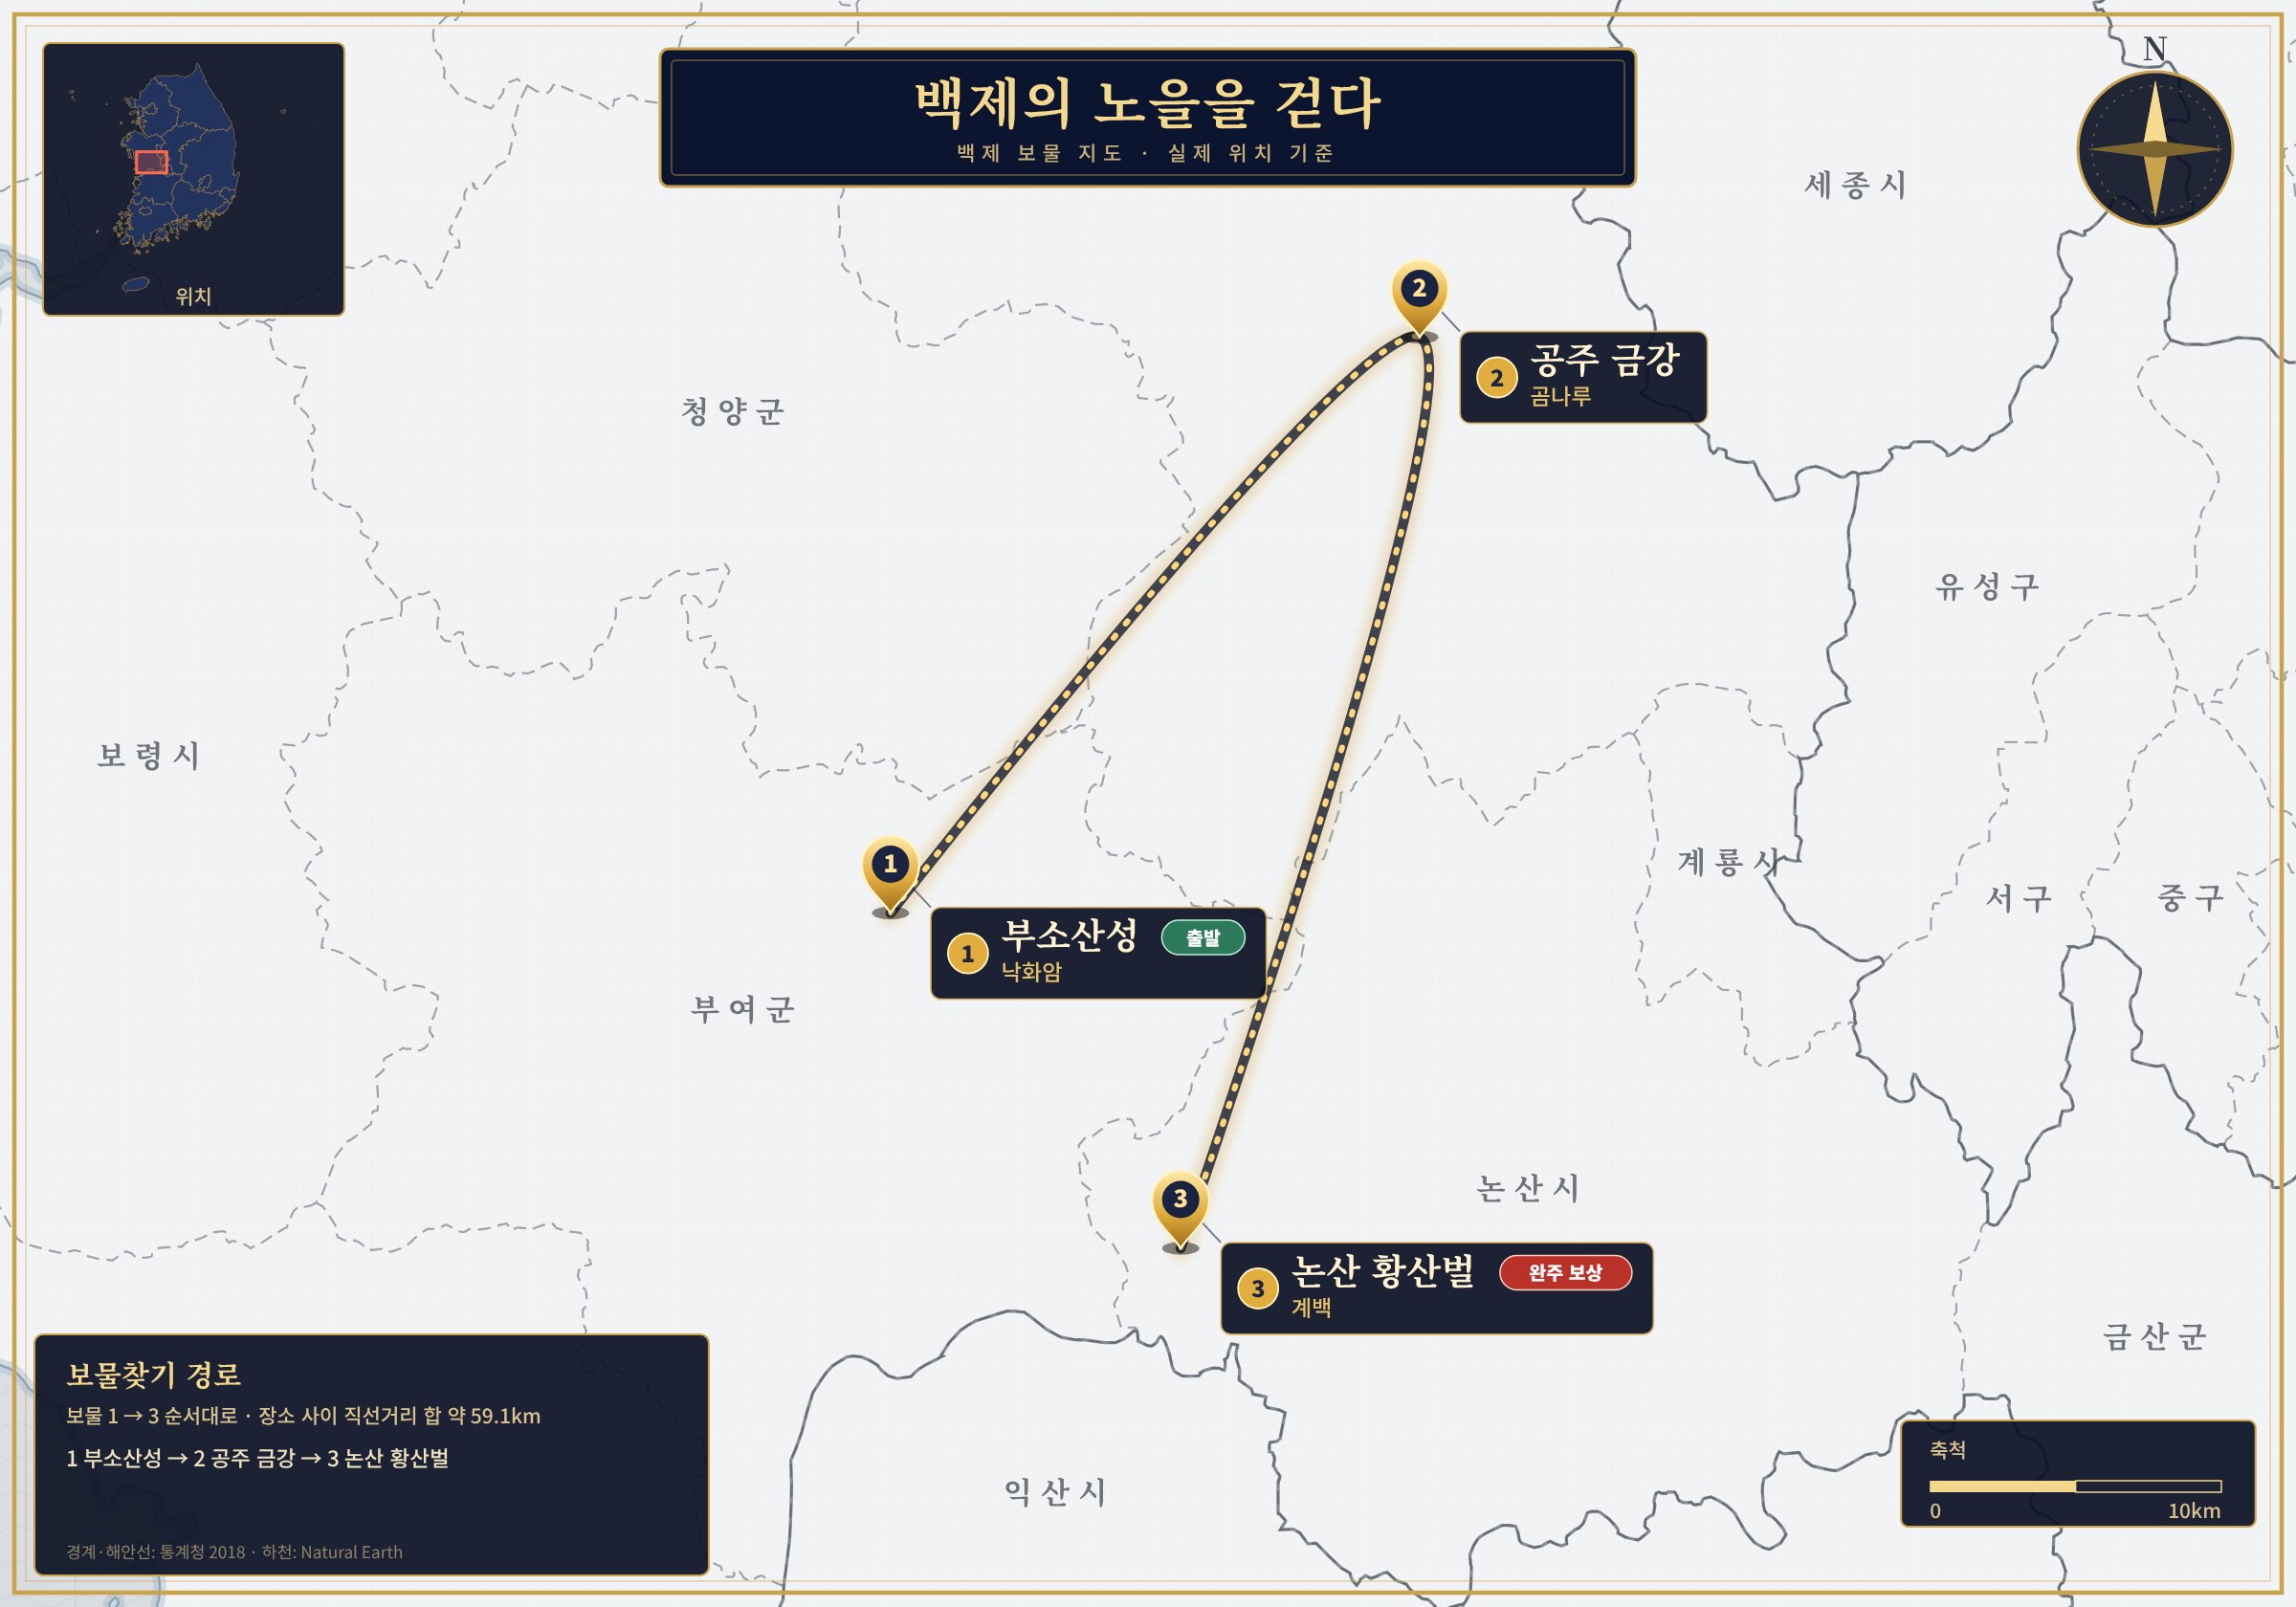 백제의 노을을 걷다
백제 보물 지도 · 실제 위치 기준
N
위치
세종시
2
2 공주 금강
곰나루
청양군
유성구
보령시
1
계룡시
서구
중구
1 부소산성 출발
낙화암
부여군
3
논산시
3 논산 황산벌 완주 보상
계백
금산군
익산시
보물찾기 경로
보물 1 → 3 순서대로 · 장소 사이 직선거리 합 약 59.1km
1 부소산성 → 2 공주 금강 → 3 논산 황산벌
경계·해안선: 통계청 2018 · 하천: Natural Earth
축척
0 10km